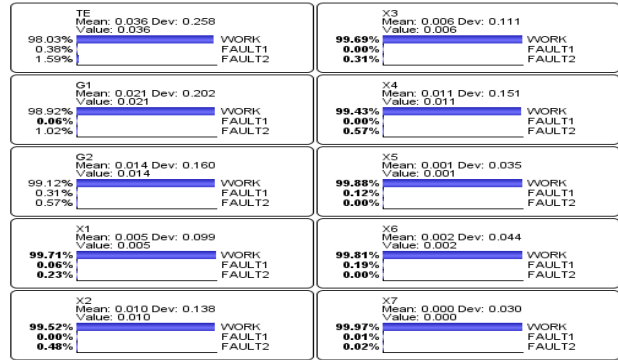 TE
Mean: 0.036 Dev: 0.258
Value: 0.036
98.03% WORK
0.38% FAULT1
1.59% FAULT2
G1
Mean: 0.021 Dev: 0.202
Value: 0.021
98.92% WORK
0.06% FAULT1
1.02% FAULT2
G2
Mean: 0.014 Dev: 0.160
Value: 0.014
99.12% WORK
0.31% FAULT1
0.57% FAULT2
X1
Mean: 0.005 Dev: 0.099
Value: 0.005
99.71% WORK
0.06% FAULT1
0.23% FAULT2
X2
Mean: 0.010 Dev: 0.138
Value: 0.010
99.52% WORK
0.00% FAULT1
0.48% FAULT2
X3
Mean: 0.006 Dev: 0.111
Value: 0.006
99.69% WORK
0.00% FAULT1
0.31% FAULT2
X4
Mean: 0.011 Dev: 0.151
Value: 0.011
99.43% WORK
0.00% FAULT1
0.57% FAULT2
X5
Mean: 0.001 Dev: 0.035
Value: 0.001
99.88% WORK
0.12% FAULT1
0.00% FAULT2
X6
Mean: 0.002 Dev: 0.044
Value: 0.002
99.81% WORK
0.19% FAULT1
0.00% FAULT2
X7
Mean: 0.000 Dev: 0.030
Value: 0.000
99.97% WORK
0.01% FAULT1
0.02% FAULT2